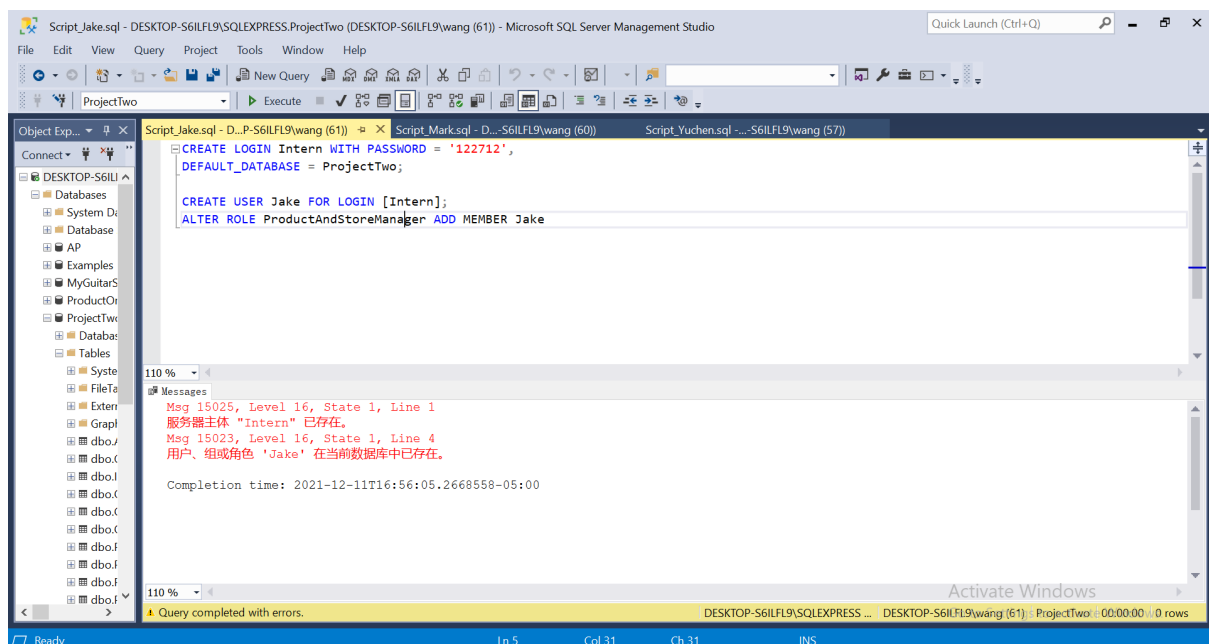 Script_Jake.sql - DESKTOP-S6ILFL9\SQLEXPRESS.ProjectTwo (DESKTOP-S6ILFL9\wang (61)) - Microsoft SQL Server Management Studio
Quick Launch (Ctrl+Q)
File Edit View Query Project Tools Window Help
New Query
ProjectTwo
Execute
Object Exp...
Script_Jake.sql - D...P-S6ILFL9\wang (61))
Script_Mark.sql - D...-S6ILFL9\wang (60))
Script_Yuchen.sql -...-S6ILFL9\wang (57))
Connect
DESKTOP-S6ILI
Databases
System Da
Database
AP
Examples
MyGuitarS
ProductOr
ProjectTwo
Databas
Tables
Syste
FileTa
Extern
Graph
CREATE LOGIN Intern WITH PASSWORD = '122712',
DEFAULT_DATABASE = ProjectTwo;
CREATE USER Jake FOR LOGIN [Intern];
ALTER ROLE ProductAndStoreManager ADD MEMBER Jake
110 %
Messages
Msg 15025, Level 16, State 1, Line 1
服务器主体 "Intern" 已存在。
Msg 15023, Level 16, State 1, Line 4
用户、组或角色 'Jake' 在当前数据库中已存在。
Completion time: 2021-12-11T16:56:05.2668558-05:00
110 %
Activate Windows
Query completed with errors.
DESKTOP-S6ILFL9\SQLEXPRESS ...
DESKTOP-S6ILFL9\wang (61)
ProjectTwo
00:00:00
0 rows
Ready
Ln 5
Col 31
Ch 31
INS